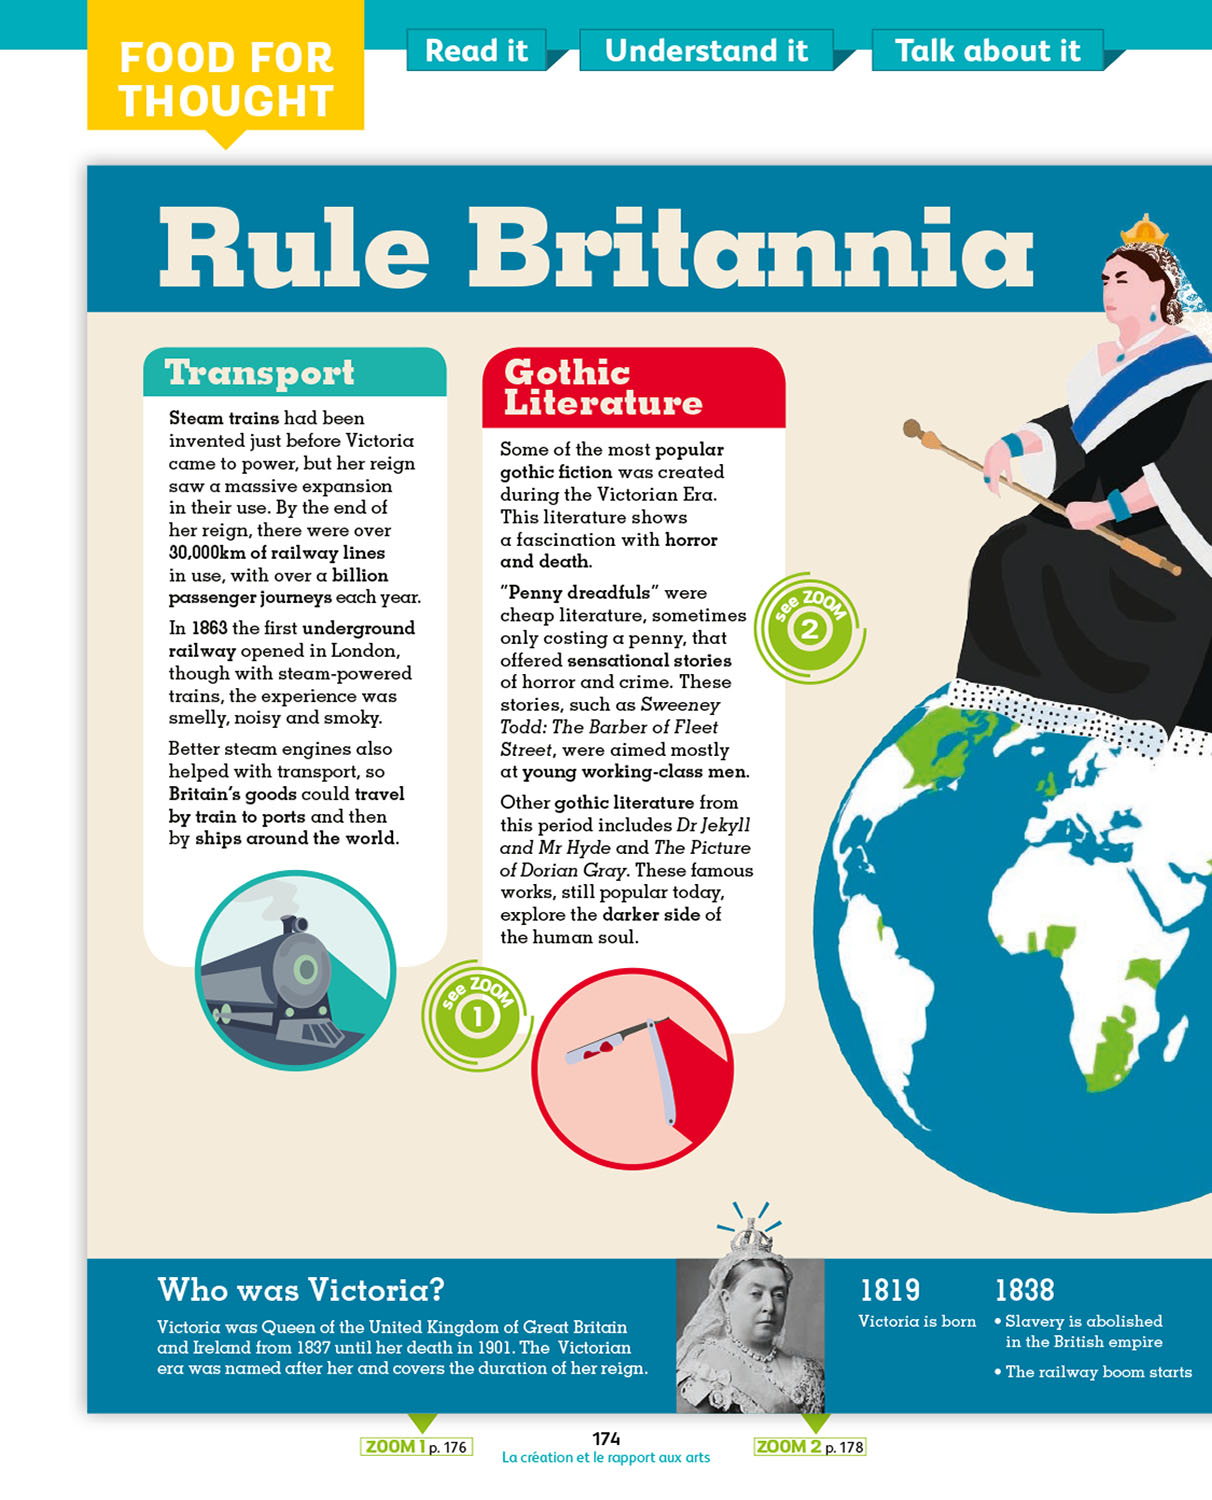 FOOD FOR
THOUGHT
Read it
Understand it
Talk about it
Rule Britannia
Transport
Steam trains had been
invented just before Victoria
came to power, but her reign
saw a massive expansion
in their use. By the end of
her reign, there were over
30,000km of railway lines
in use, with over a billion
passenger journeys each year.
In 1863 the first underground
railway opened in London,
though with steam-powered
trains, the experience was
smelly, noisy and smoky.
Better steam engines also
helped with transport, so
Britain's goods could travel
by train to ports and then
by ships around the world.
see ZOOM
1
Gothic
Literature
Some of the most popular
gothic fiction was created
during the Victorian Era.
This literature shows
a fascination with horror
and death.
"Penny dreadfuls" were
cheap literature, sometimes
only costing a penny, that
offered sensational stories
of horror and crime. These
stories, such as Sweeney
Todd: The Barber of Fleet
Street, were aimed mostly
at young working-class men.
Other gothic literature from
this period includes Dr Jekyll
and Mr Hyde and The Picture
of Dorian Gray. These famous
works, still popular today,
explore the darker side of
the human soul.
see ZOOM
2
Who was Victoria?
Victoria was Queen of the United Kingdom of Great Britain
and Ireland from 1837 until her death in 1901. The Victorian
era was named after her and covers the duration of her reign.
1819
Victoria is born
1838
• Slavery is abolished
in the British empire
• The railway boom starts
ZOOM 1 p. 176
174
La création et le rapport aux arts
ZOOM 2 p. 178